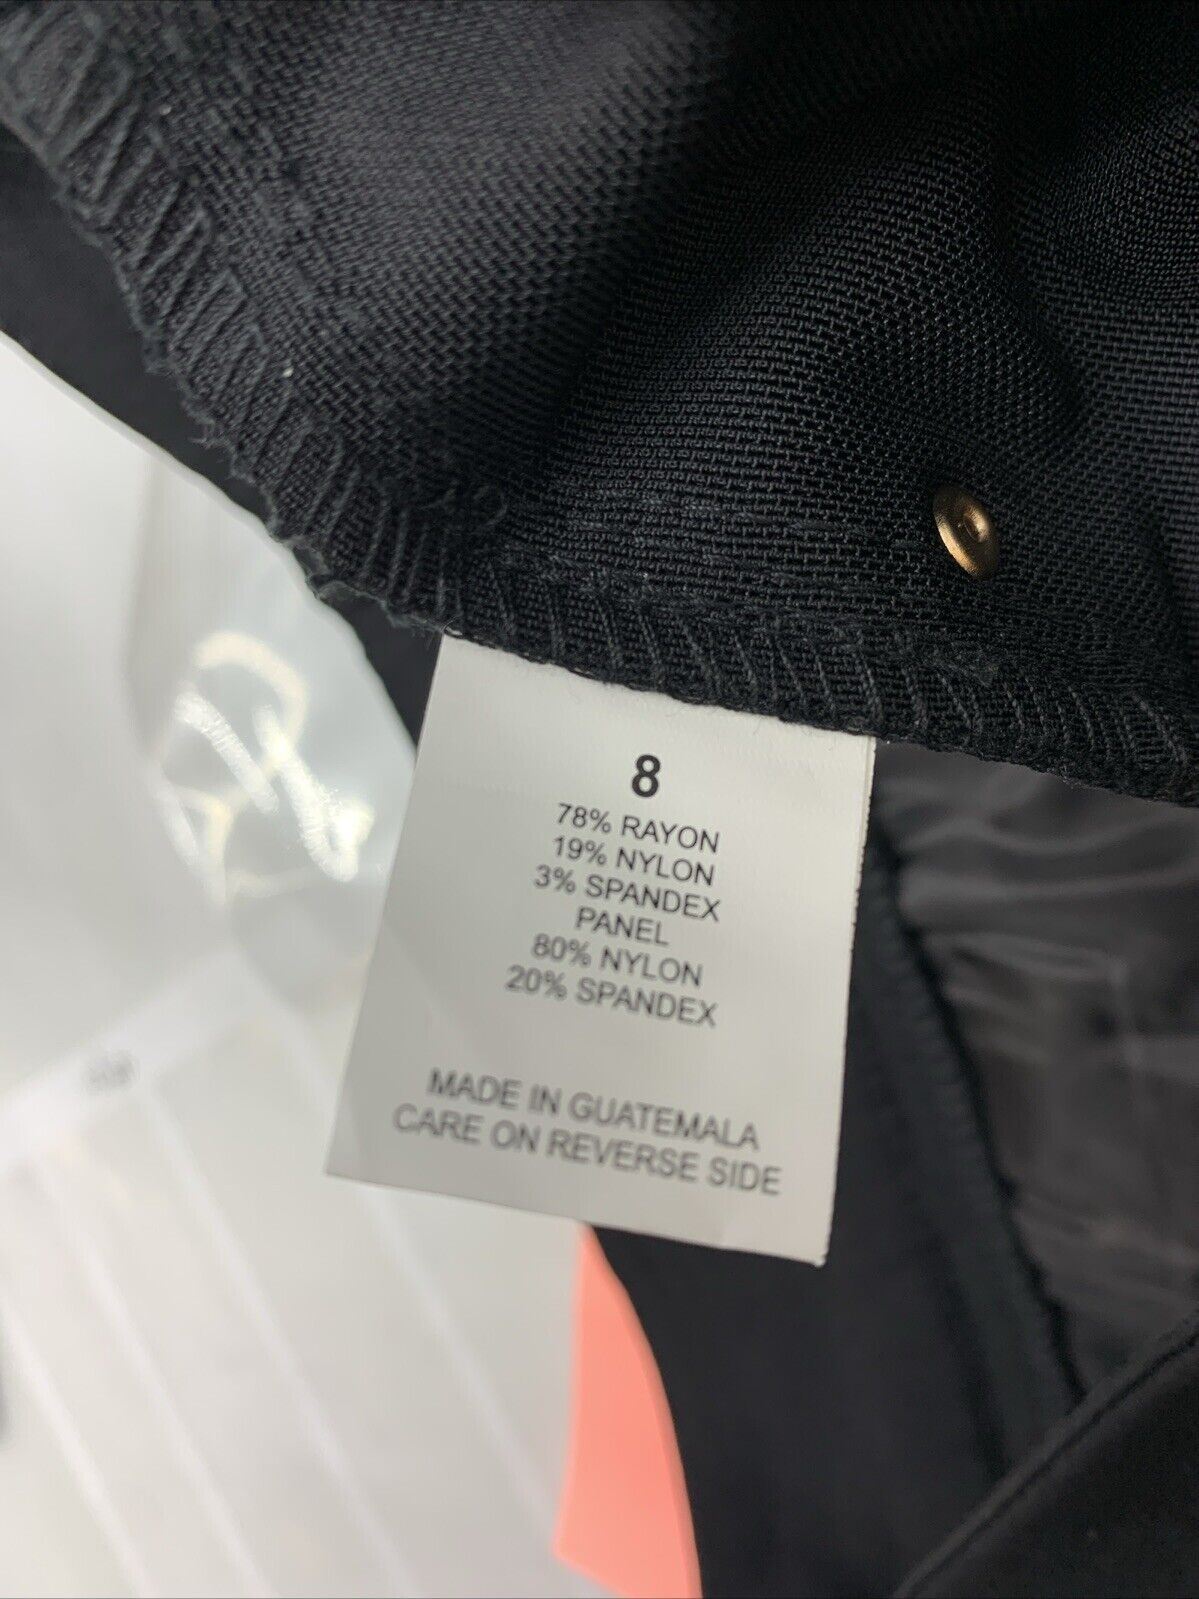 8
78% RAYON
19% NYLON
3% SPANDEX
PANEL
80% NYLON
20% SPANDEX
MADE IN GUATEMALA
CARE ON REVERSE SIDE